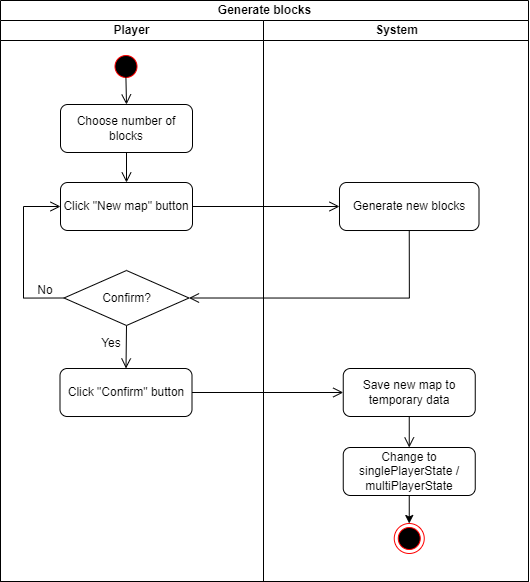 Generate blocks
Player
System
Choose number of
blocks
Click "New map" button
Generate new blocks
No
Confirm?
Yes
Click "Confirm" button
Save new map to
temporary data
Change to
singlePlayerState /
multiPlayerState